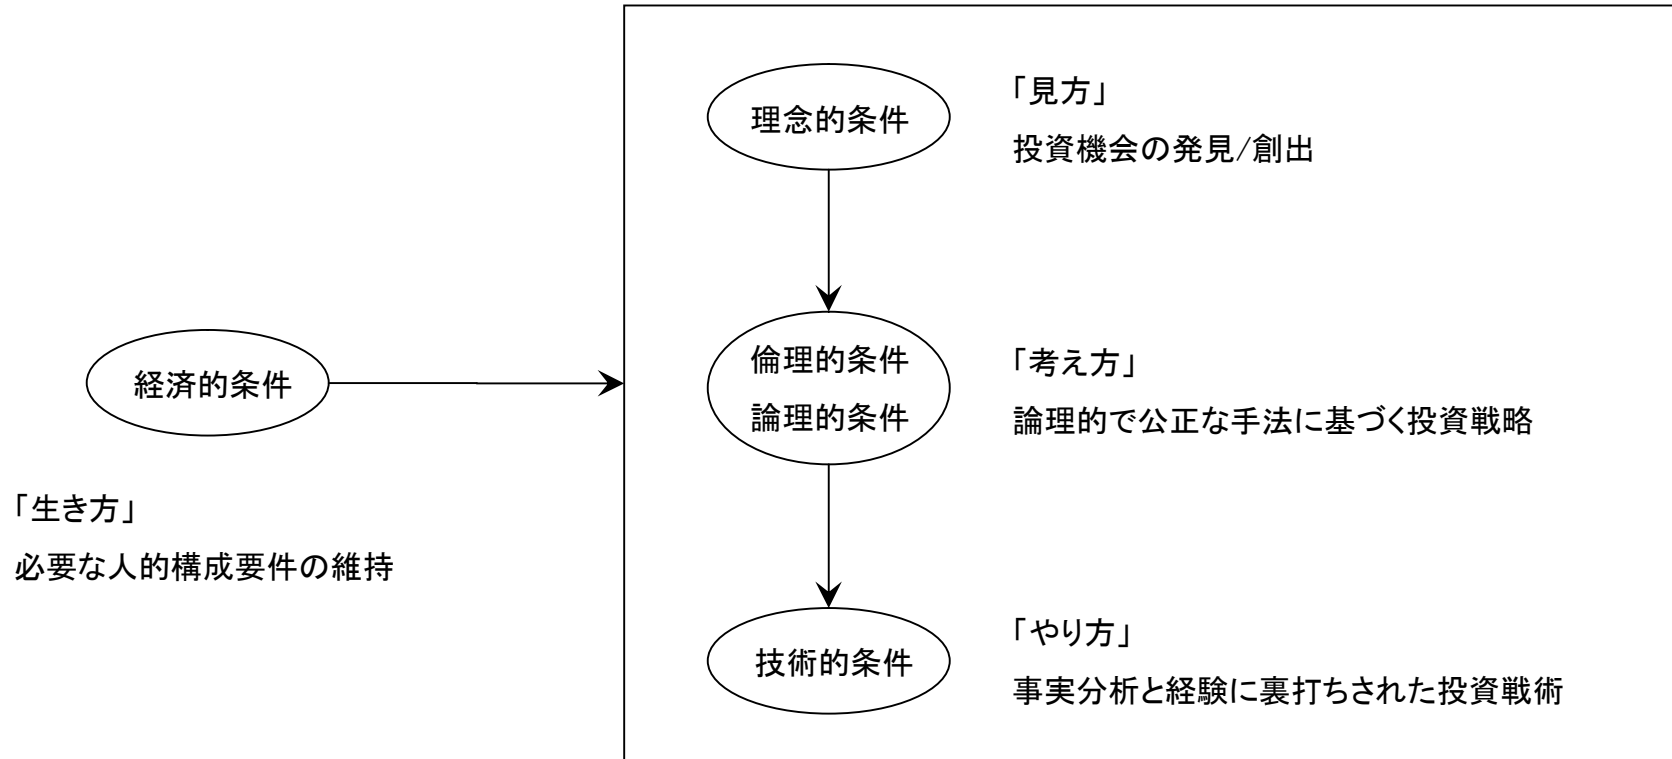 理念的条件
「見方」
投資機会の発見/創出
経済的条件
「生き方」
必要な人的構成要件の維持
倫理的条件
論理的条件
「考え方」
論理的で公正な手法に基づく投資戦略
技術的条件
「やり方」
事実分析と経験に裏打ちされた投資戦術